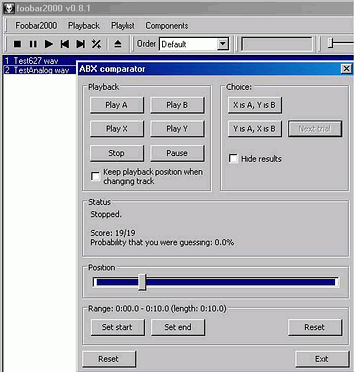 foobar2000 v0.8.1
Foobar2000 Playback Playlist Components
Order Default
1 Test627 wav
2 TestAnalog wav
ABX comparator
Playback
Play A Play B
Play X Play Y
Stop Pause
Keep playback position when
changing track
Choice:
X is A, Y is B
Y is A, X is B Next trial
Hide results
Status
Stopped.
Score: 19/19
Probability that you were guessing: 0.0%
Position
Range: 0:00.0 - 0:10.0 (length: 0:10.0)
Set start Set end Reset
Reset Exit